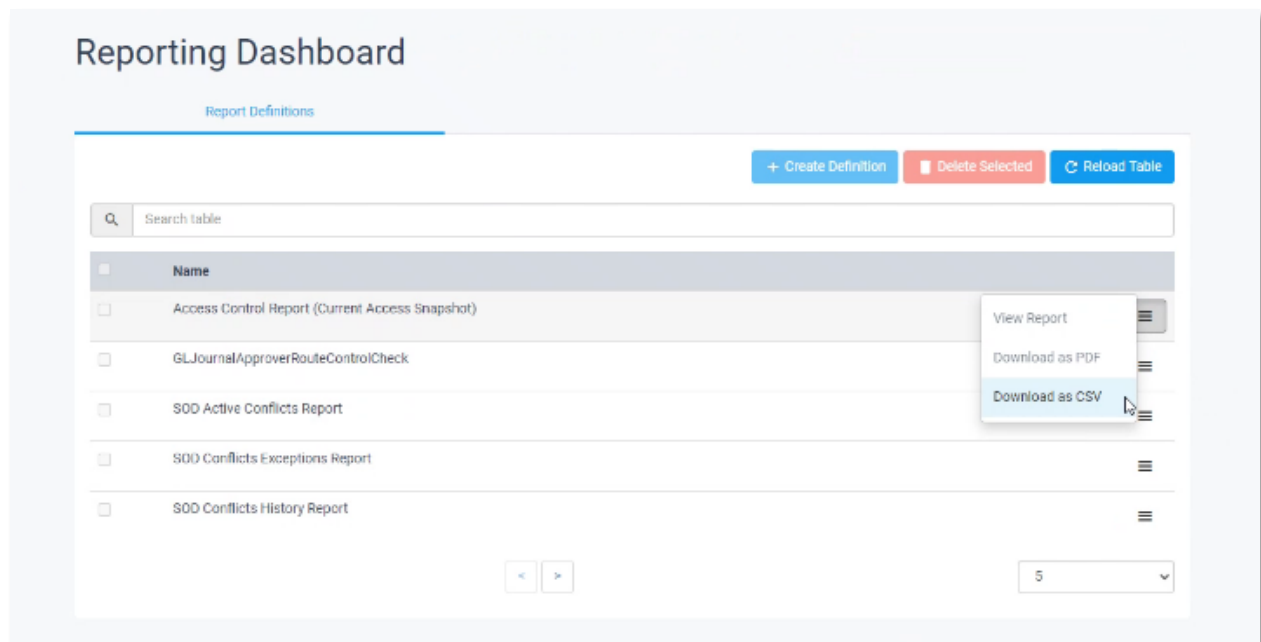 Reporting Dashboard
Report Definitions
+ Create Definition
Delete Selected
Reload Table
Search table
Name
Access Control Report (Current Access Snapshot)
View Report
GLJournalApproverRouteControlCheck
Download as PDF
SOD Active Conflicts Report
Download as CSV
SOD Conflicts Exceptions Report
SOD Conflicts History Report
< >
5